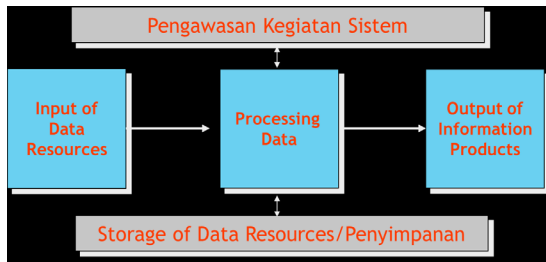 Pengawasan Kegiatan Sistem
Input of
Data
Resources
Processing
Data
Output of
Information
Products
Storage of Data Resources/Penyimpanan